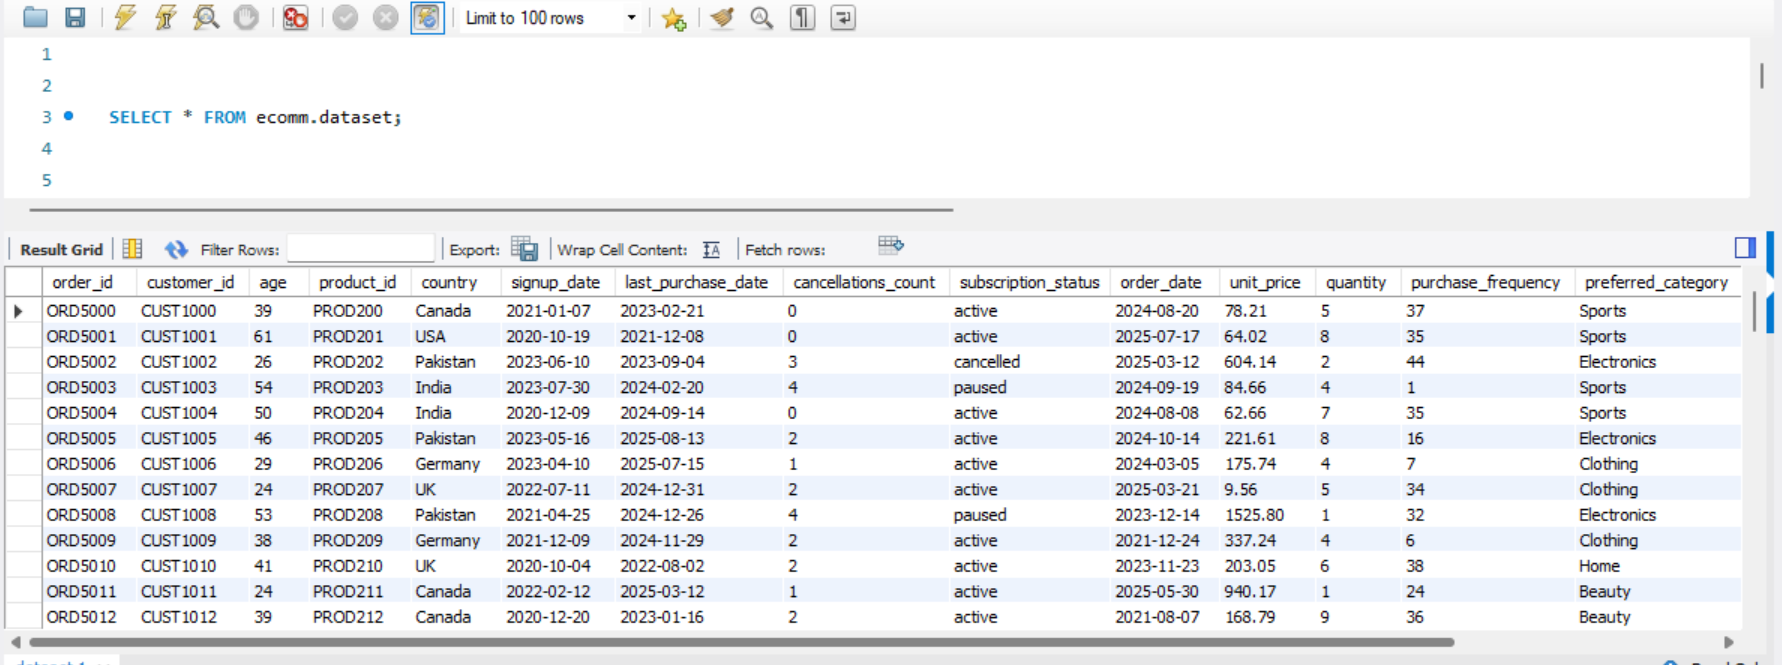 Limit to 100 rows
1
2
3 SELECT * FROM ecomm.dataset;
4
5
Result Grid Filter Rows: Export: Wrap Cell Content: Fetch rows:
order_id customer_id age product_id country signup_date last_purchase_date cancellations_count subscription_status order_date unit_price quantity purchase_frequency preferred_category
ORD5000 CUST1000 39 PROD200 Canada 2021-01-07 2023-02-21 0 active 2024-08-20 78.21 5 37 Sports
ORD5001 CUST1001 61 PROD201 USA 2020-10-19 2021-12-08 0 active 2025-07-17 64.02 8 35 Sports
ORD5002 CUST1002 26 PROD202 Pakistan 2023-06-10 2023-09-04 3 cancelled 2025-03-12 604.14 2 44 Electronics
ORD5003 CUST1003 54 PROD203 India 2023-07-30 2024-02-20 4 paused 2024-09-19 84.66 4 1 Sports
ORD5004 CUST1004 50 PROD204 India 2020-12-09 2024-09-14 0 active 2024-08-08 62.66 7 35 Sports
ORD5005 CUST1005 46 PROD205 Pakistan 2023-05-16 2025-08-13 2 active 2024-10-14 221.61 8 16 Electronics
ORD5006 CUST1006 29 PROD206 Germany 2023-04-10 2025-07-15 1 active 2024-03-05 175.74 4 7 Clothing
ORD5007 CUST1007 24 PROD207 UK 2022-07-11 2024-12-31 2 active 2025-03-21 9.56 5 34 Clothing
ORD5008 CUST1008 53 PROD208 Pakistan 2021-04-25 2024-12-26 4 paused 2023-12-14 1525.80 1 32 Electronics
ORD5009 CUST1009 38 PROD209 Germany 2021-12-09 2024-11-29 2 active 2021-12-24 337.24 4 6 Clothing
ORD5010 CUST1010 41 PROD210 UK 2020-10-04 2022-08-02 2 active 2023-11-23 203.05 6 38 Home
ORD5011 CUST1011 24 PROD211 Canada 2022-02-12 2025-03-12 1 active 2025-05-30 940.17 1 24 Beauty
ORD5012 CUST1012 39 PROD212 Canada 2020-12-20 2023-01-16 2 active 2021-08-07 168.79 9 36 Beauty